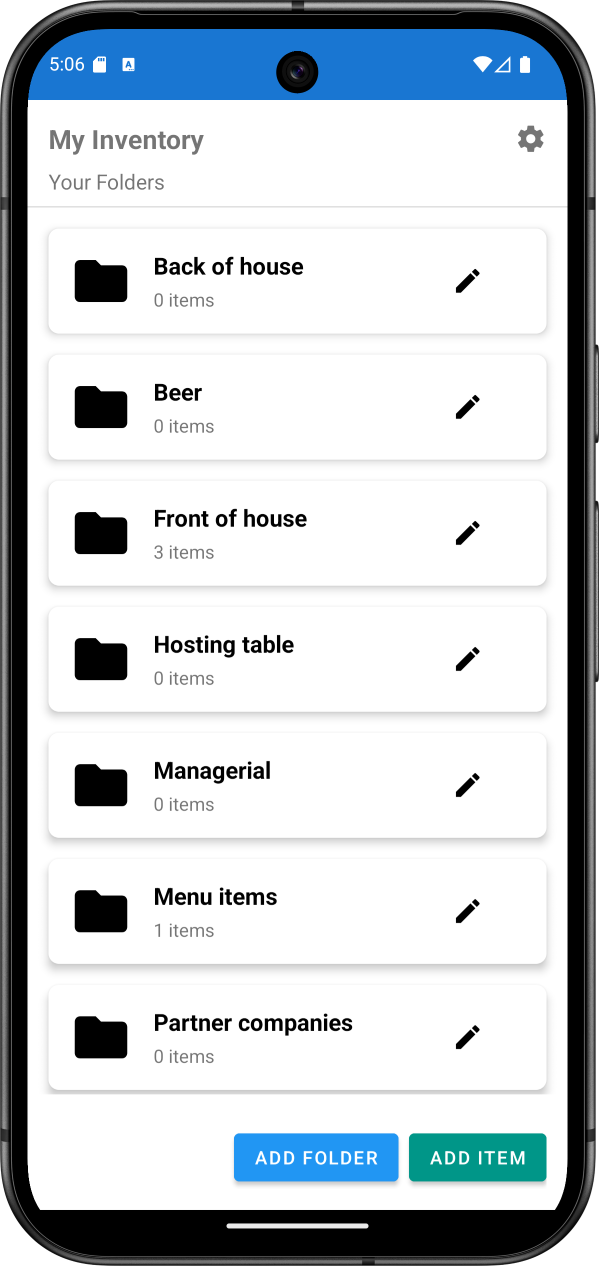 5:06
A
My Inventory
Your Folders
Back of house
0 items
Beer
0 items
Front of house
3 items
Hosting table
0 items
Managerial
0 items
Menu items
1 items
Partner companies
0 items
ADD FOLDER
ADD ITEM